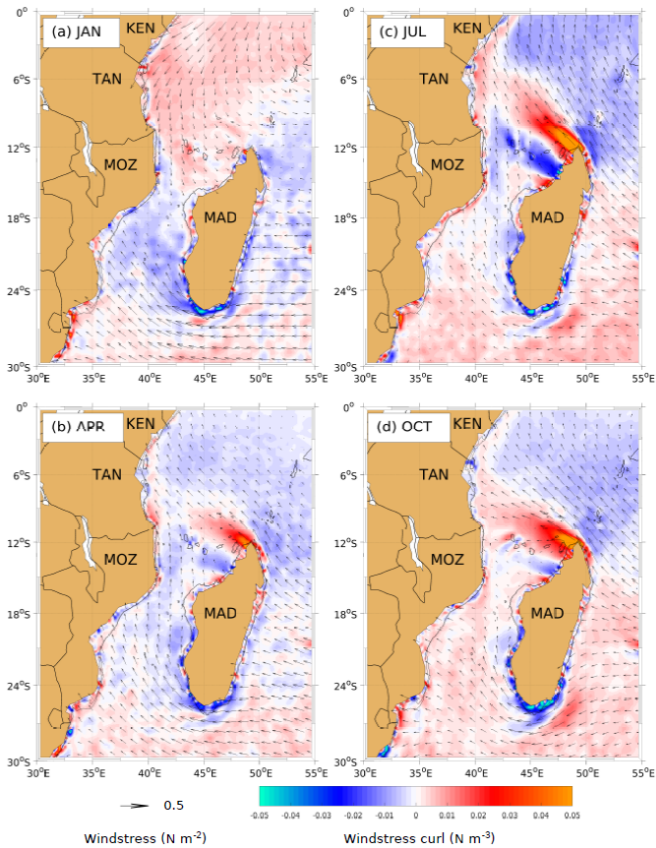 0°
6°S
12°S
18°S
24°S
30°S
30°E 35°E 40°E 45°E 50°E 55°E
(a) JAN
KEN
TAN
MOZ
MAD
0°
6°S
12°S
18°S
24°S
30°S
30°E 35°E 40°E 45°E 50°E 55°E
(c) JUL
KEN
TAN
MOZ
MAD
0°
6°S
12°S
18°S
24°S
30°S
30°E 35°E 40°E 45°E 50°E 55°E
(b) APR
KEN
TAN
MOZ
MAD
0°
6°S
12°S
18°S
24°S
30°S
30°E 35°E 40°E 45°E 50°E 55°E
(d) OCT
KEN
TAN
MOZ
MAD
0.5
Windstress (N m⁻²)
-0.05 -0.04 -0.03 -0.02 -0.01 0 0.01 0.02 0.03 0.04 0.05
Windstress curl (N m⁻³)